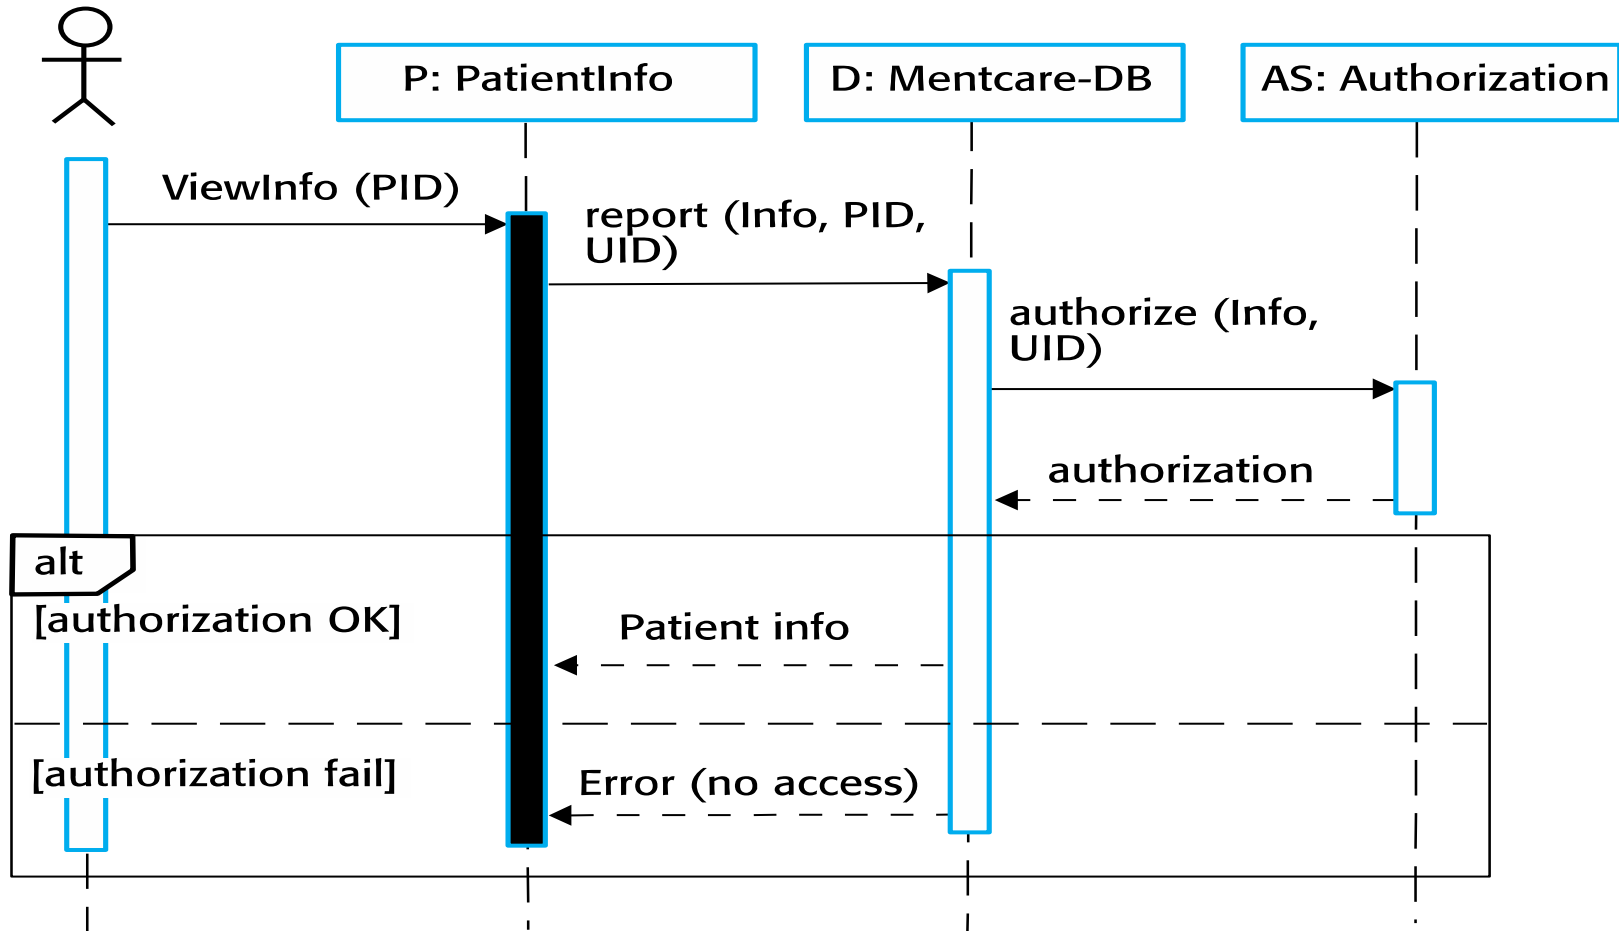 P: PatientInfo
D: Mentcare-DB
AS: Authorization
ViewInfo (PID)
report (Info, PID,
UID)
authorize (Info,
UID)
authorization
alt
[authorization OK]
Patient info
[authorization fail]
Error (no access)